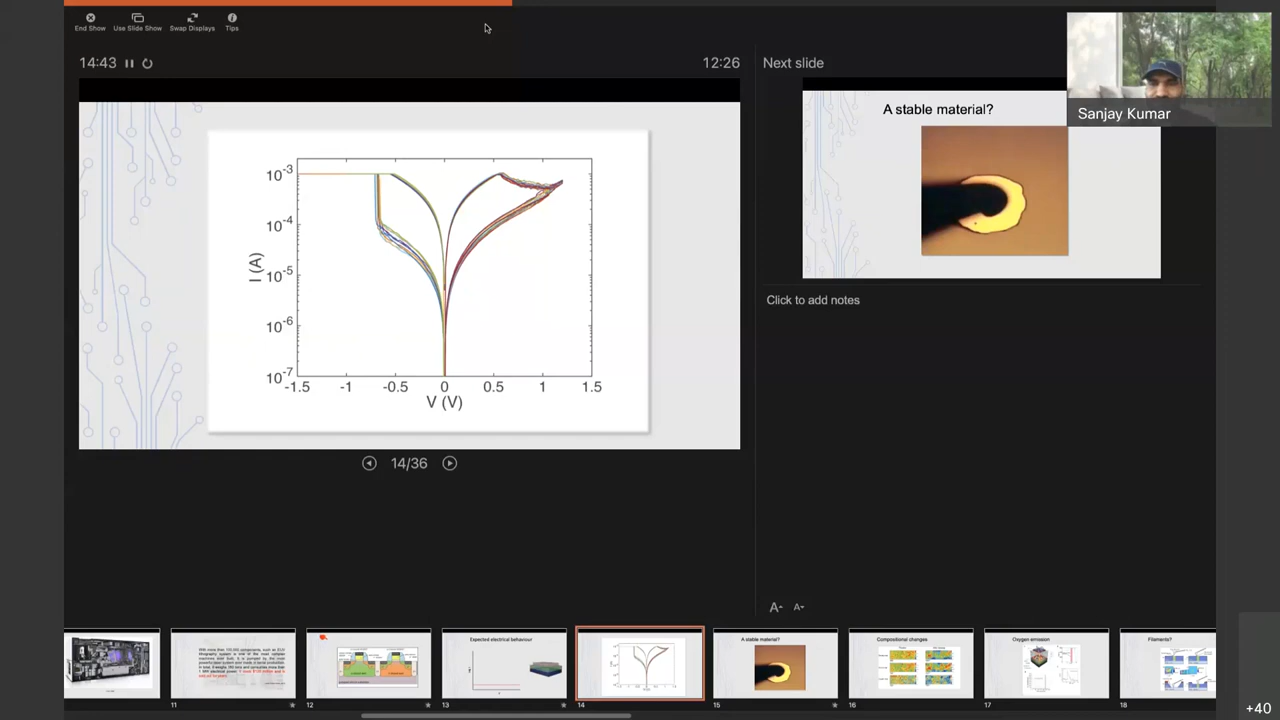 End Show
Use Slide Show
Swap Displays
Tips
14:43
12:26
Next slide
A stable material?
Sanjay Kumar
10-3
10-4
10-5
10-6
10-7
I (A)
-1.5 -1 -0.5 0 0.5 1 1.5
V (V)
Click to add notes
14/36
A A
Expected electrical behaviour
A stable material?
Compositional changes
Oxygen emission
Filaments?
11 12 13 14 15 16 17 18
+40